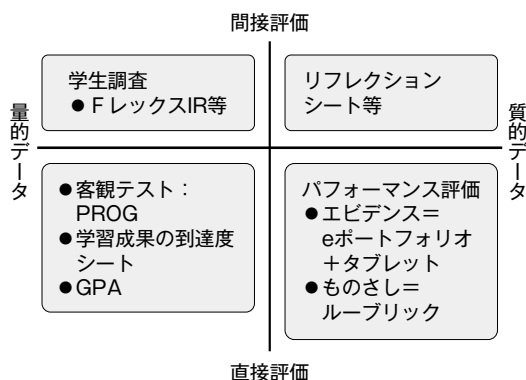 間接評価
学生調査
● FレックスIR等
リフレクション
シート等
量的データ
質的データ
●客観テスト：
PROG
●学習成果の到達度
シート
●GPA
パフォーマンス評価
●エビデンス＝
eポートフォリオ
＋タブレット
●ものさし＝
ルーブリック
直接評価